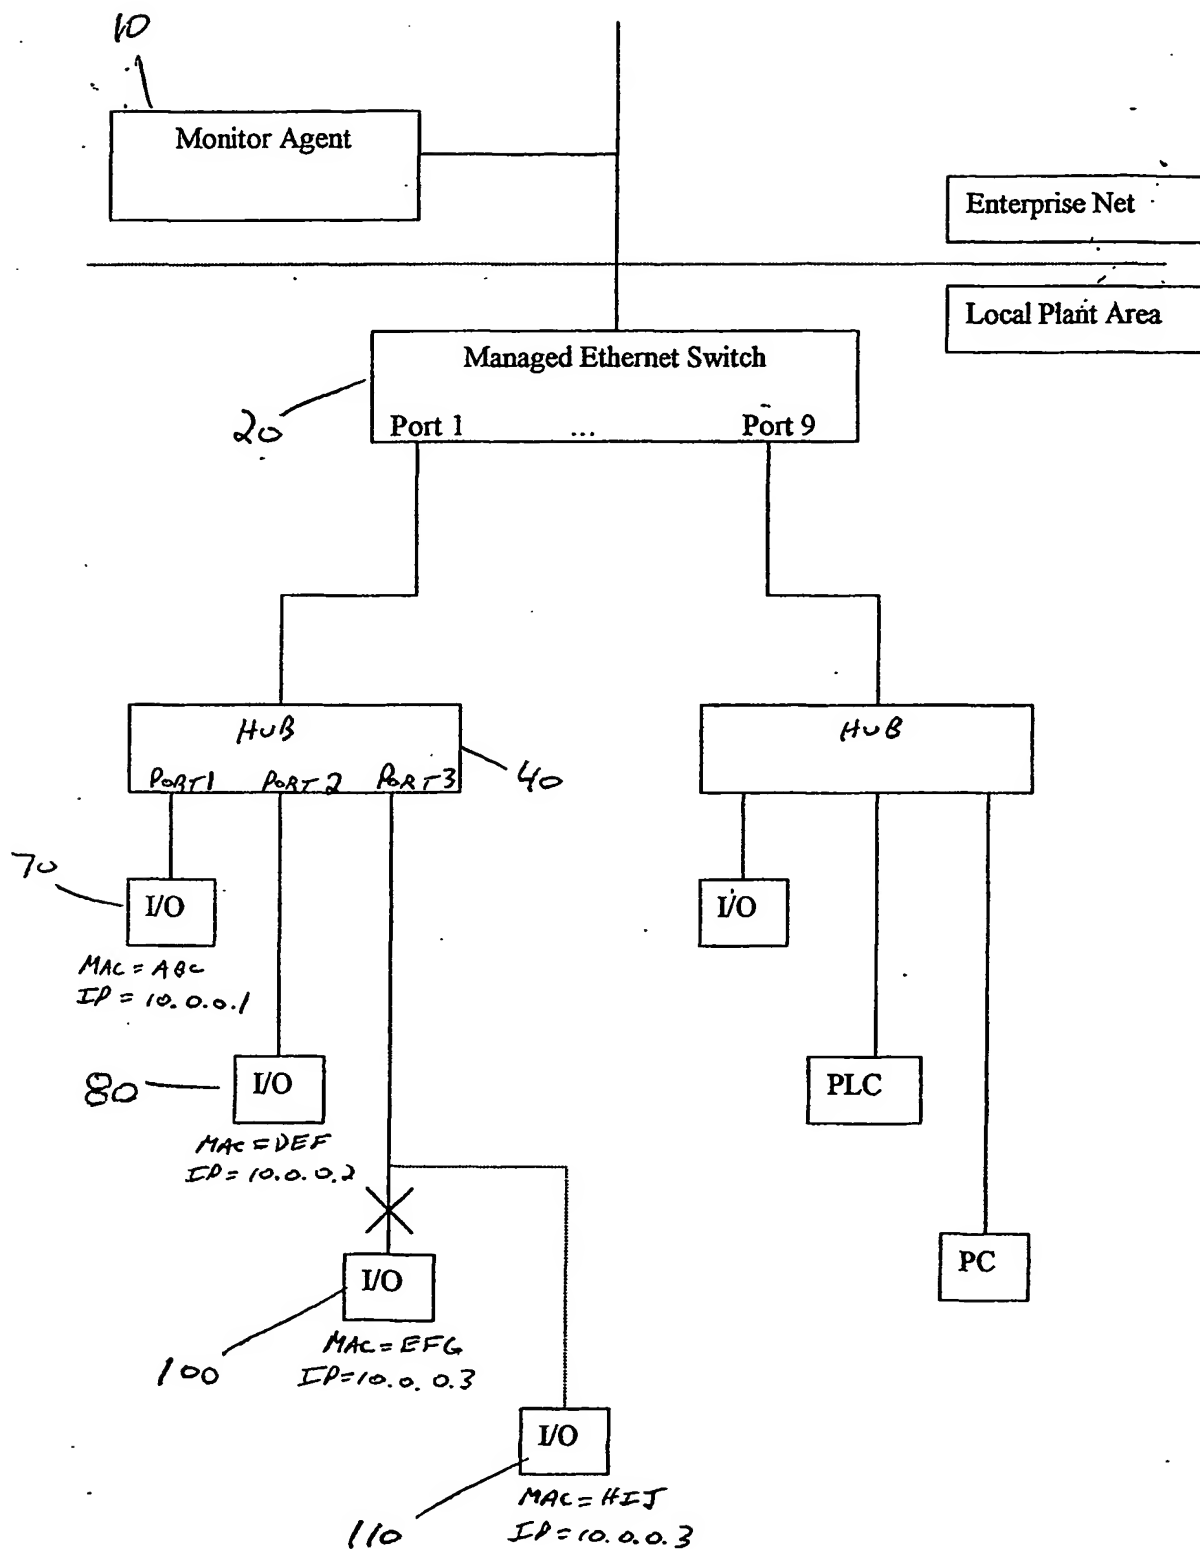 10
Monitor Agent
Enterprise Net
Local Plant Area
Managed Ethernet Switch
20
Port 1 ... Port 9
HUB
PORT1 PORT 2 PORT3
40
HUB
70
I/O
MAC = ABC
IP = 10.0.0.1
I/O
80
I/O
MAC = DEF
IP = 10.0.0.2
PLC
I/O
100
MAC = EFG
IP=10.0.0.3
PC
I/O
110
MAC = HIJ
IP=10.0.0.3